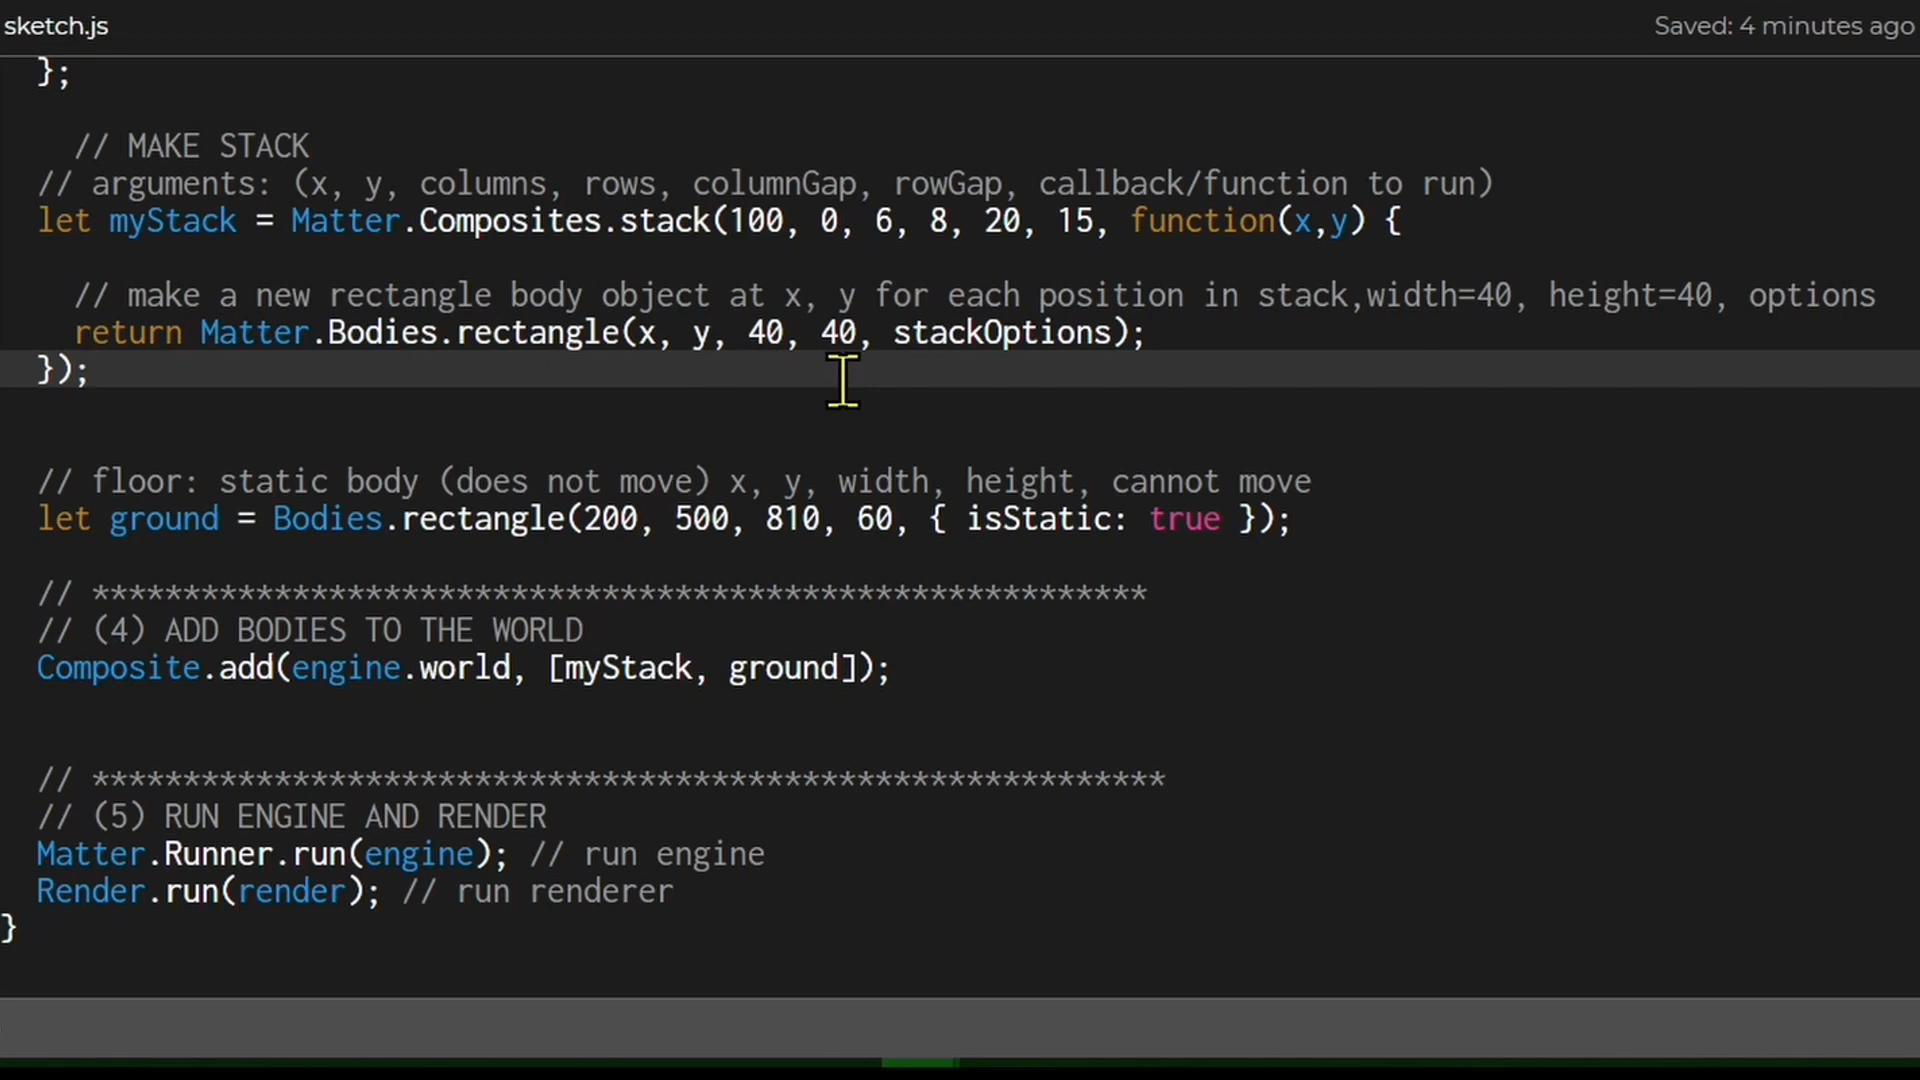 sketch.js
Saved: 4 minutes ago
};
// MAKE STACK
// arguments: (x, y, columns, rows, columnGap, rowGap, callback/function to run)
let myStack = Matter.Composites.stack(100, 0, 6, 8, 20, 15, function(x,y) {
// make a new rectangle body object at x, y for each position in stack,width=40, height=40, options
return Matter.Bodies.rectangle(x, y, 40, 40, stackOptions);
});
// floor: static body (does not move) x, y, width, height, cannot move
let ground = Bodies.rectangle(200, 500, 810, 60, { isStatic: true });
// **********************************************************
// (4) ADD BODIES TO THE WORLD
Composite.add(engine.world, [myStack, ground]);
// ***********************************************************
// (5) RUN ENGINE AND RENDER
Matter.Runner.run(engine); // run engine
Render.run(render); // run renderer
}